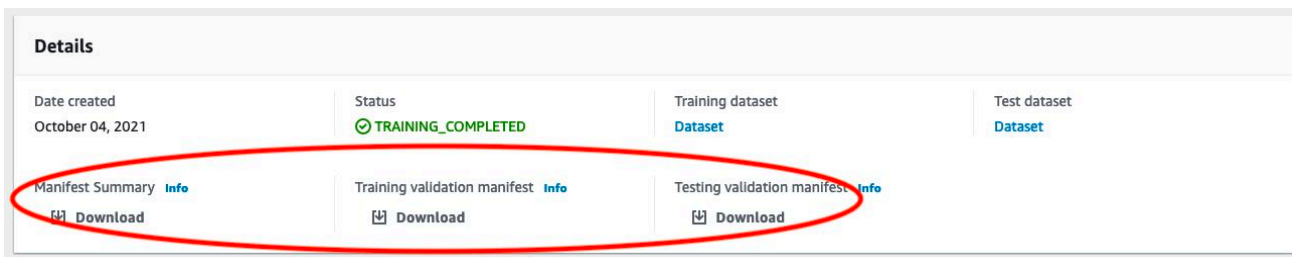 Details
Date created
October 04, 2021
Status
TRAINING_COMPLETED
Training dataset
Dataset
Test dataset
Dataset
Manifest Summary Info
Download
Training validation manifest Info
Download
Testing validation manifest Info
Download